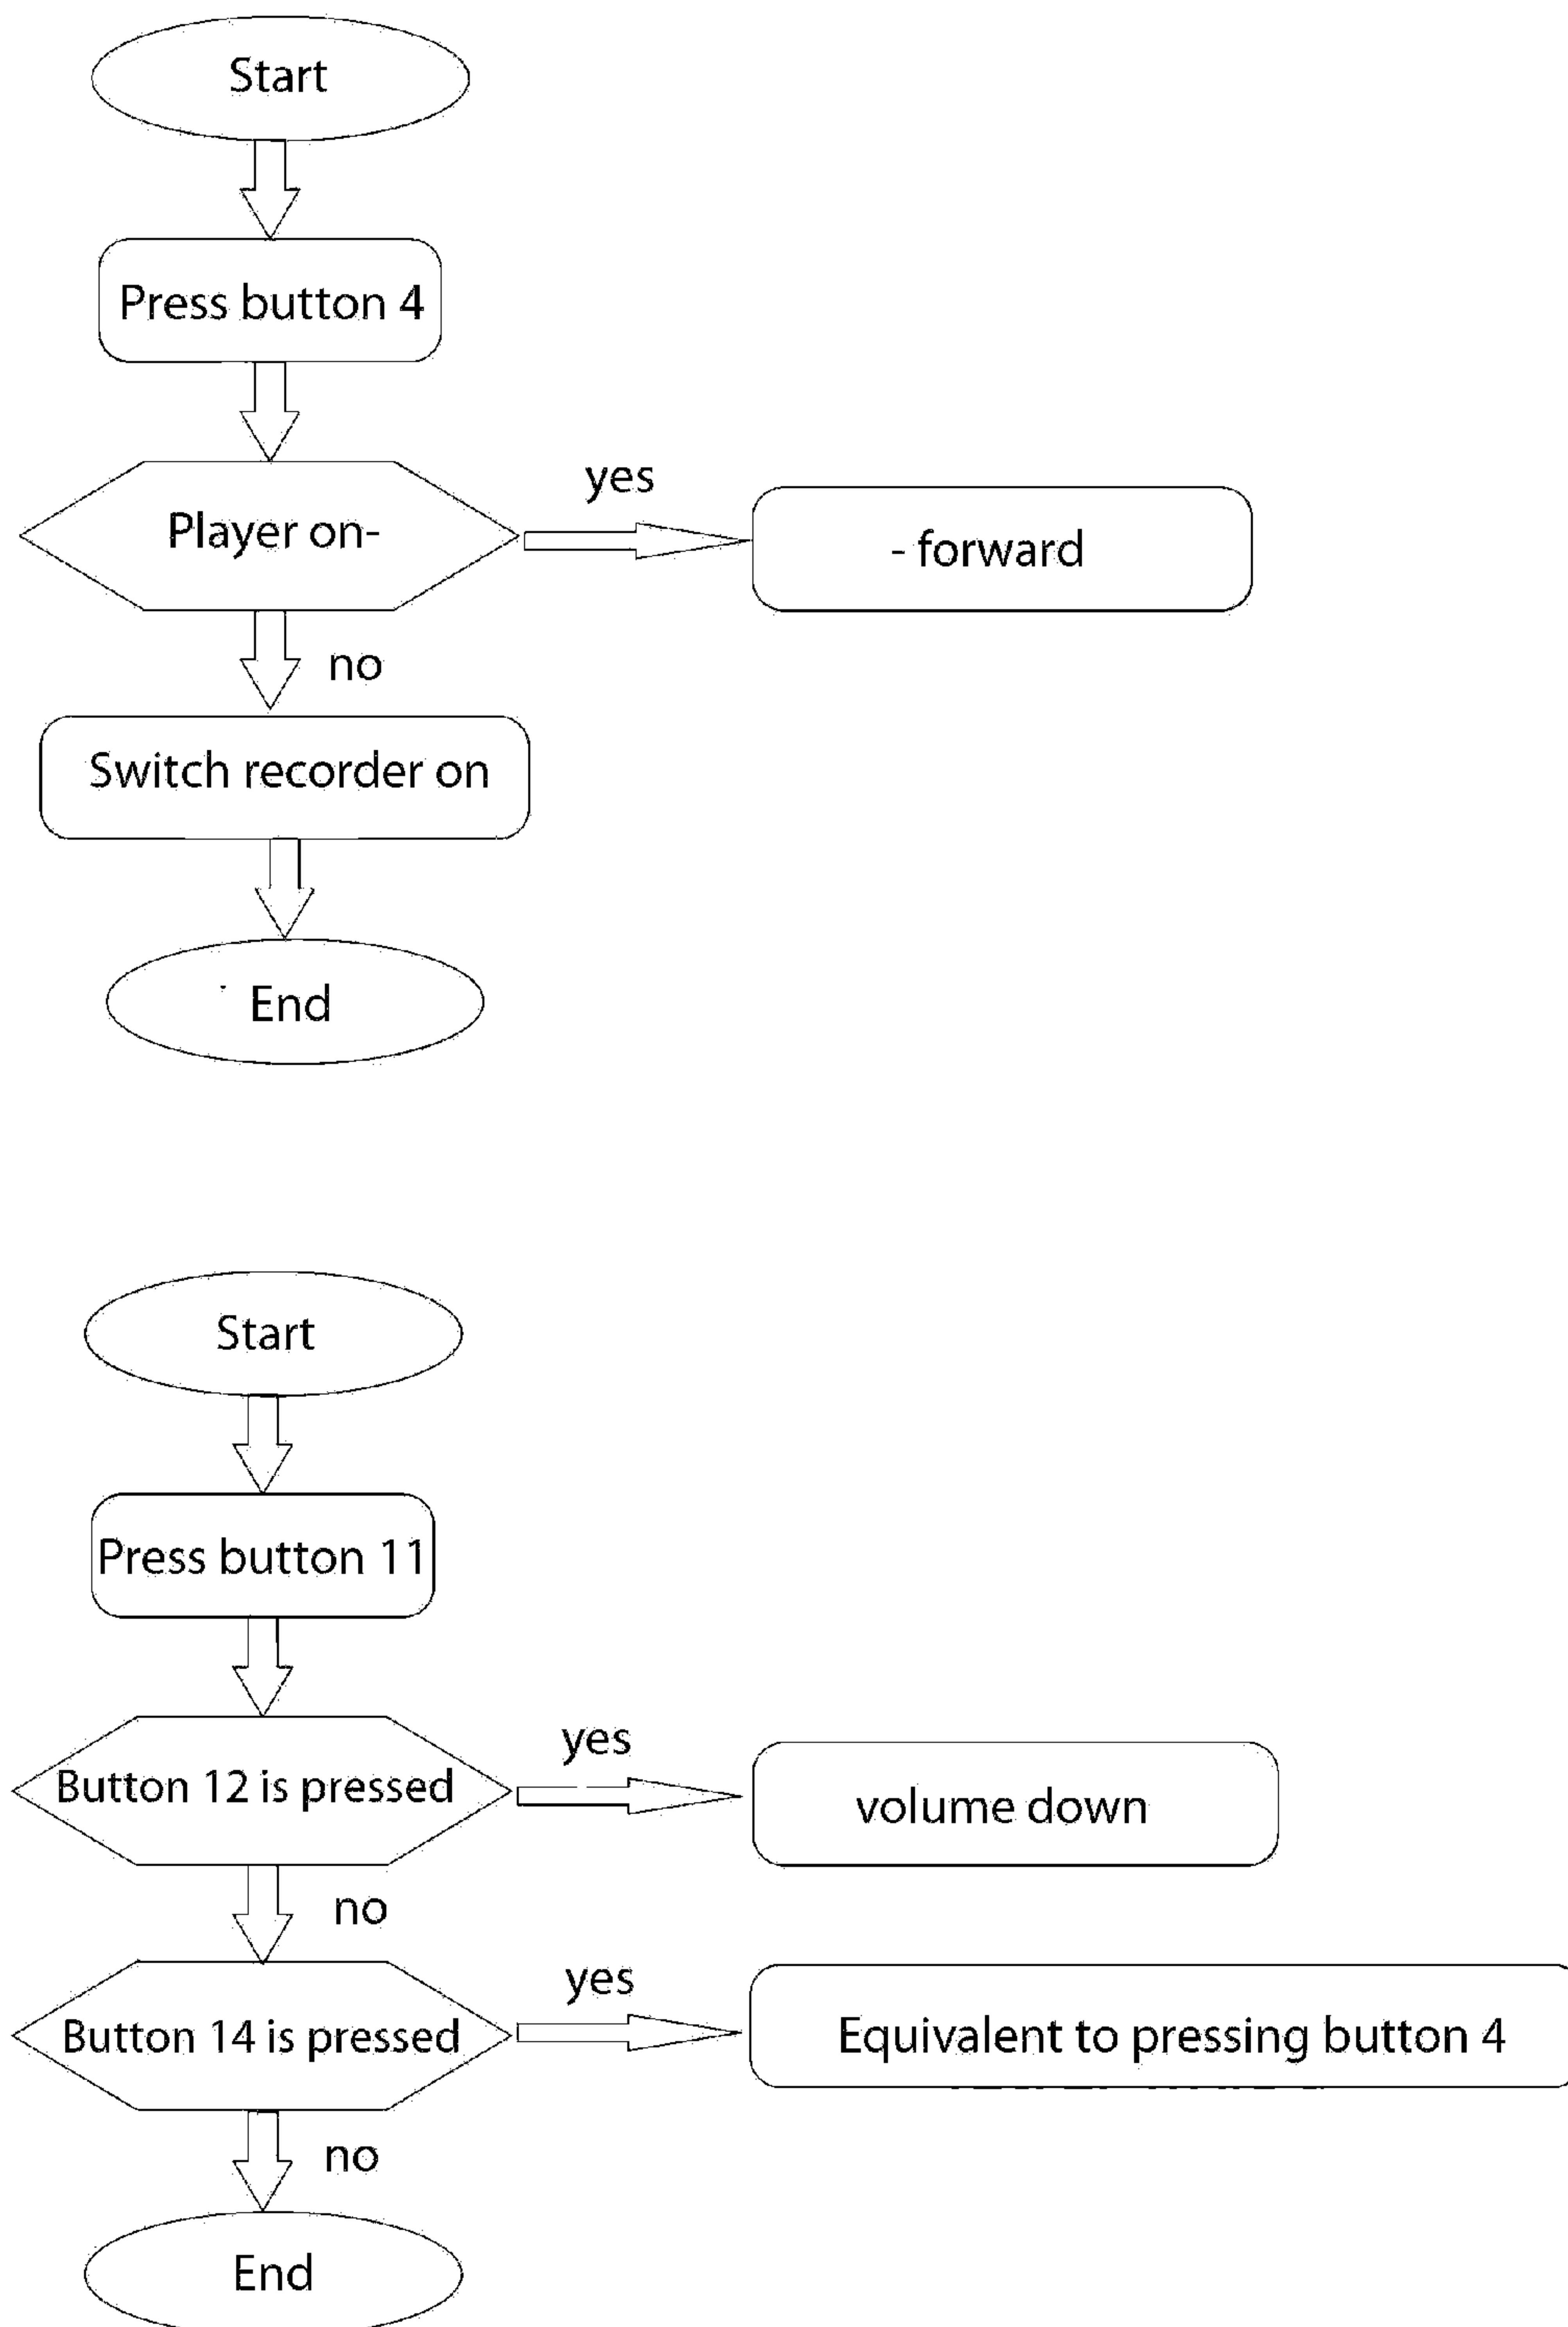 Start
Press button 4
Player on-
yes
- forward
no
Switch recorder on
End
Start
Press button 11
Button 12 is pressed
yes
volume down
no
Button 14 is pressed
yes
Equivalent to pressing button 4
no
End